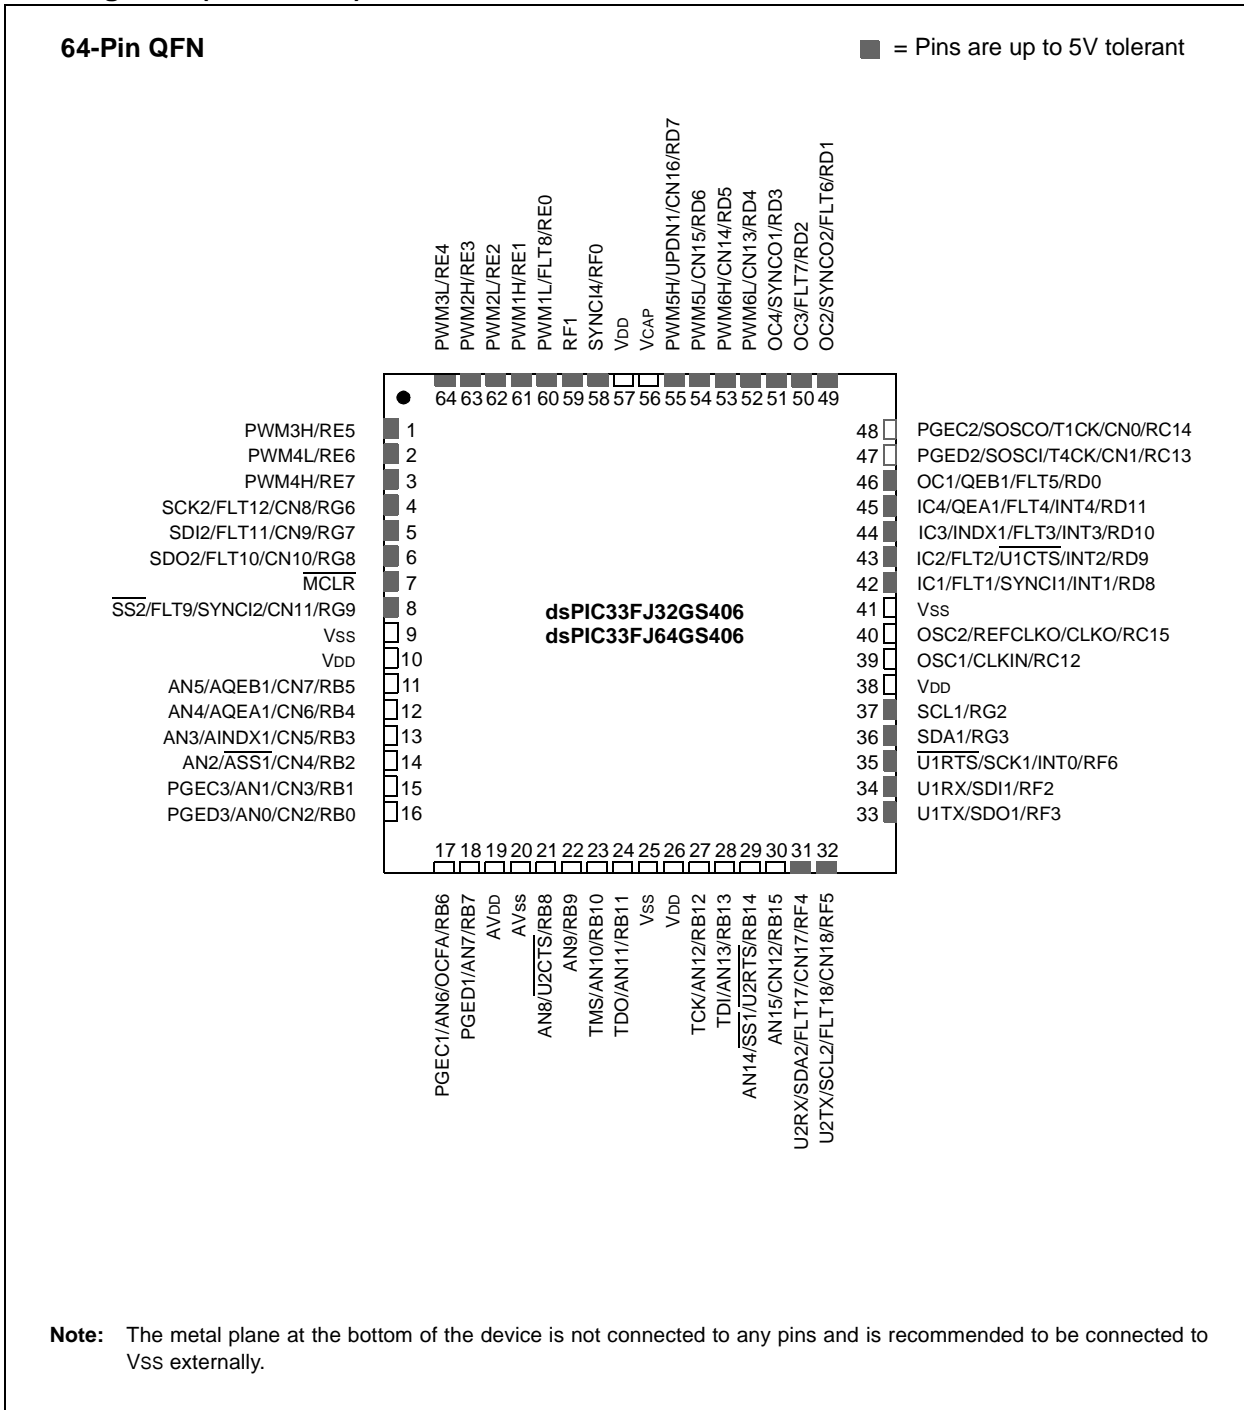 64-Pin QFN
= Pins are up to 5V tolerant
PWM3L/RE4
PWM2H/RE3
PWM2L/RE2
PWM1H/RE1
PWM1L/FLT8/RE0
RF1
SYNCI4/RF0
VDD
VCAP
PWM5H/UPDN1/CN16/RD7
PWM5L/CN15/RD6
PWM6H/CN14/RD5
PWM6L/CN13/RD4
OC4/SYNCO1/RD3
OC3/FLT7/RD2
OC2/SYNCO2/FLT6/RD1
64 63 62 61 60 59 58 57 56 55 54 53 52 51 50 49
PWM3H/RE5 1
PWM4L/RE6 2
PWM4H/RE7 3
SCK2/FLT12/CN8/RG6 4
SDI2/FLT11/CN9/RG7 5
SDO2/FLT10/CN10/RG8 6
MCLR 7
SS2/FLT9/SYNCI2/CN11/RG9 8
VSS 9
VDD 10
AN5/AQEB1/CN7/RB5 11
AN4/AQEA1/CN6/RB4 12
AN3/AINDX1/CN5/RB3 13
AN2/ASS1/CN4/RB2 14
PGEC3/AN1/CN3/RB1 15
PGED3/AN0/CN2/RB0 16
dsPIC33FJ32GS406
dsPIC33FJ64GS406
48 PGEC2/SOSCO/T1CK/CN0/RC14
47 PGED2/SOSCI/T4CK/CN1/RC13
46 OC1/QEB1/FLT5/RD0
45 IC4/QEA1/FLT4/INT4/RD11
44 IC3/INDX1/FLT3/INT3/RD10
43 IC2/FLT2/U1CTS/INT2/RD9
42 IC1/FLT1/SYNCI1/INT1/RD8
41 VSS
40 OSC2/REFCLKO/CLKO/RC15
39 OSC1/CLKIN/RC12
38 VDD
37 SCL1/RG2
36 SDA1/RG3
35 U1RTS/SCK1/INT0/RF6
34 U1RX/SDI1/RF2
33 U1TX/SDO1/RF3
17 18 19 20 21 22 23 24 25 26 27 28 29 30 31 32
PGEC1/AN6/OCFA/RB6
PGED1/AN7/RB7
AVDD
AVSS
AN8/U2CTS/RB8
AN9/RB9
TMS/AN10/RB10
TDO/AN11/RB11
VSS
VDD
TCK/AN12/RB12
TDI/AN13/RB13
AN14/SS1/U2RTS/RB14
AN15/CN12/RB15
U2RX/SDA2/FLT17/CN17/RF4
U2TX/SCL2/FLT18/CN18/RF5
Note: The metal plane at the bottom of the device is not connected to any pins and is recommended to be connected to
VSS externally.